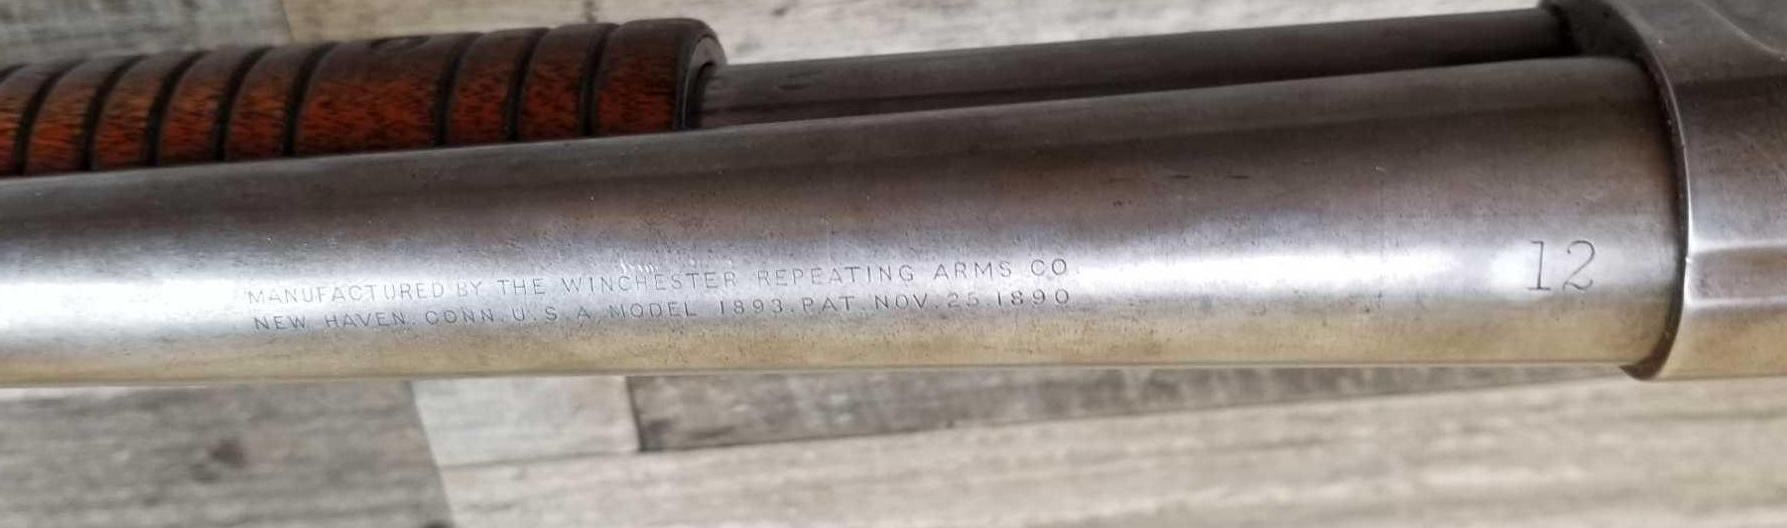 MANUFACTURED BY THE WINCHESTER REPEATING ARMS CO.
NEW HAVEN. CONN. U.S.A. MODEL 1893. PAT. NOV. 25. 1890
12